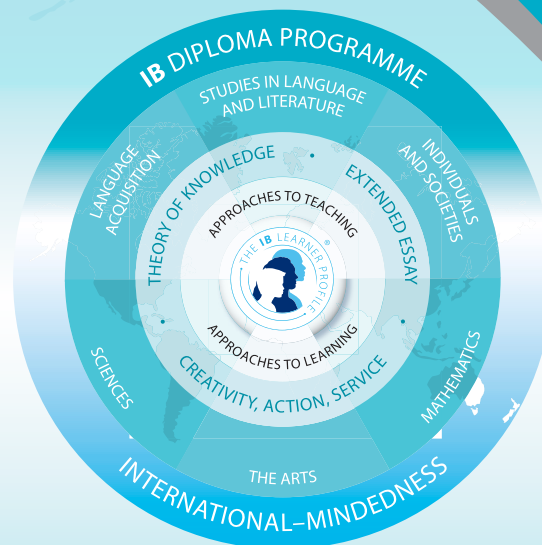 IB DIPLOMA PROGRAMME
STUDIES IN LANGUAGE
AND LITERATURE
LANGUAGE
ACQUISITION
INDIVIDUALS
AND SOCIETIES
THEORY OF KNOWLEDGE
•
EXTENDED ESSAY
APPROACHES TO TEACHING
THE IB LEARNER PROFILE
®
APPROACHES TO LEARNING
•
CREATIVITY, ACTION, SERVICE
•
SCIENCES
MATHEMATICS
THE ARTS
INTERNATIONAL–MINDEDNESS